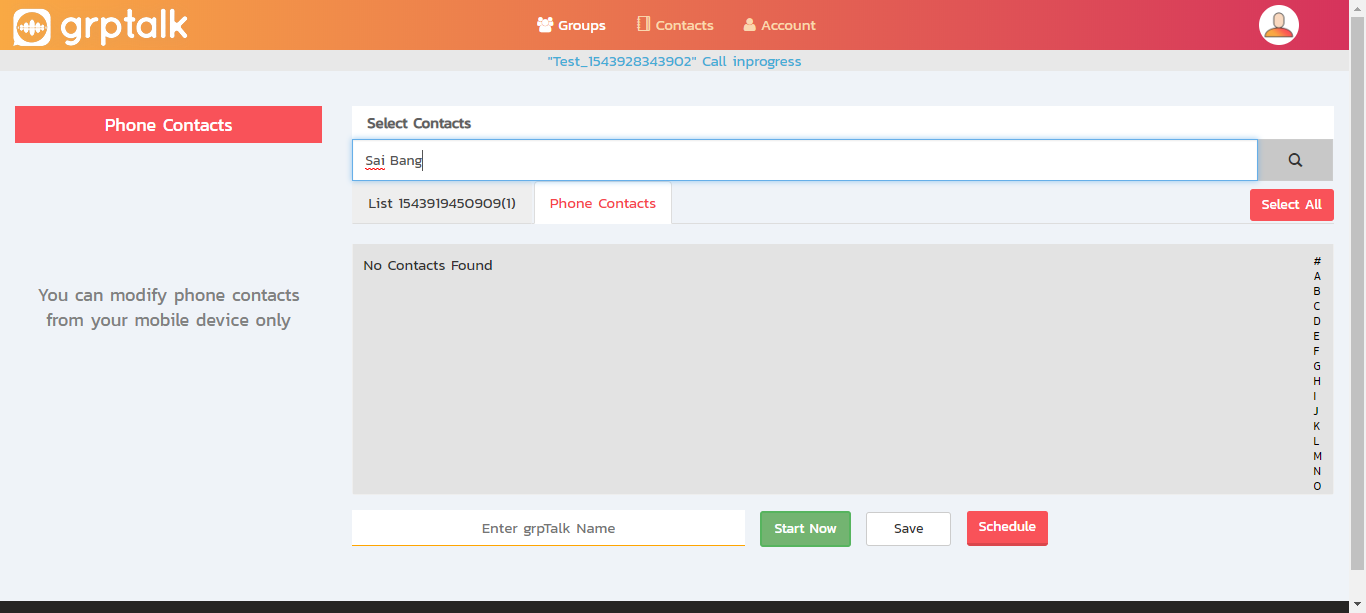 grptalk
Groups
Contacts
Account
"Test_1543928343902" Call inprogress
Phone Contacts
You can modify phone contacts
from your mobile device only
Select Contacts
Sai Bang
List 1543919450909(1)
Phone Contacts
Select All
No Contacts Found
#
A
B
C
D
E
F
G
H
I
J
K
L
M
N
O
Enter grpTalk Name
Start Now
Save
Schedule